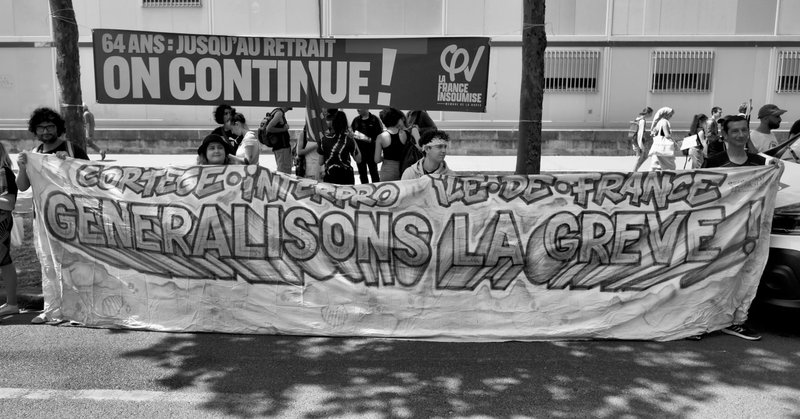 64 ANS : JUSQU'AU RETRAIT
ON CONTINUE !
φ
LA
FRANCE
INSOUMISE
CORTEGE • iNTERPRO iLE • DE • FRANCE
GENERALISONS LA GREVE !